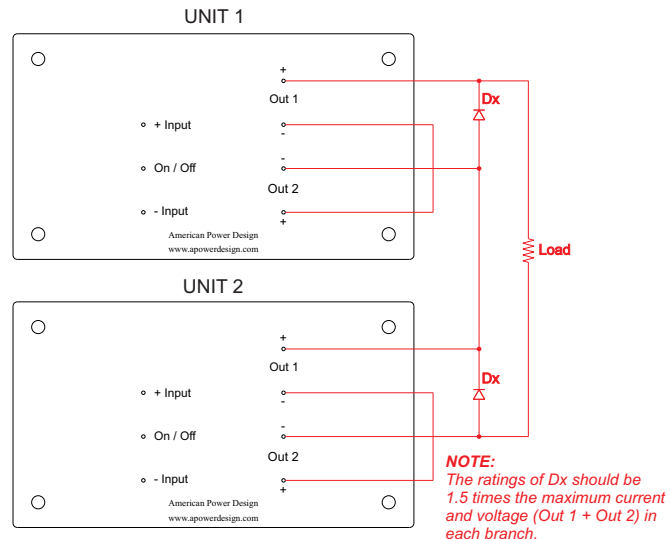 UNIT 1
+
Out 1
Dx
+ Input
-
-
On / Off
Out 2
- Input
+
American Power Design
www.apowerdesign.com
Load
UNIT 2
+
Out 1
Dx
+ Input
-
-
On / Off
Out 2
- Input
+
American Power Design
www.apowerdesign.com
NOTE:
The ratings of Dx should be
1.5 times the maximum current
and voltage (Out 1 + Out 2) in
each branch.